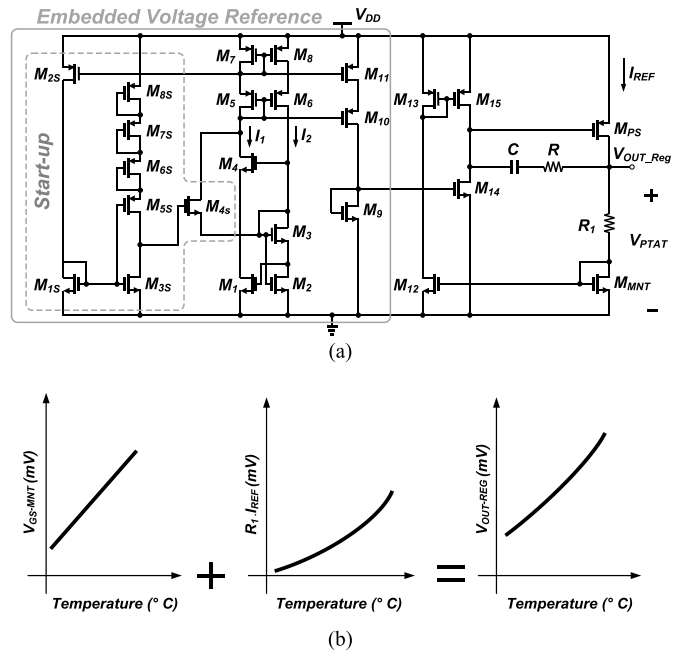 Embedded Voltage Reference
V_DD
M_7 M_8
M_2S M_11 I_REF
M_8S
M_5 M_6 M_13 M_15
M_10 M_PS
M_7S
I_1 I_2
C R V_OUT_Reg
M_6S M_4
M_14
Start-up
M_5S M_4s M_9
R_1 V_PTAT
M_3
M_1S M_3S M_1 M_2 M_12 M_MNT
(a)
V_GS-MNT (mV)
Temperature (° C)
R_1 . I_REF (mV)
Temperature (° C)
V_OUT-REG (mV)
Temperature (° C)
(b)